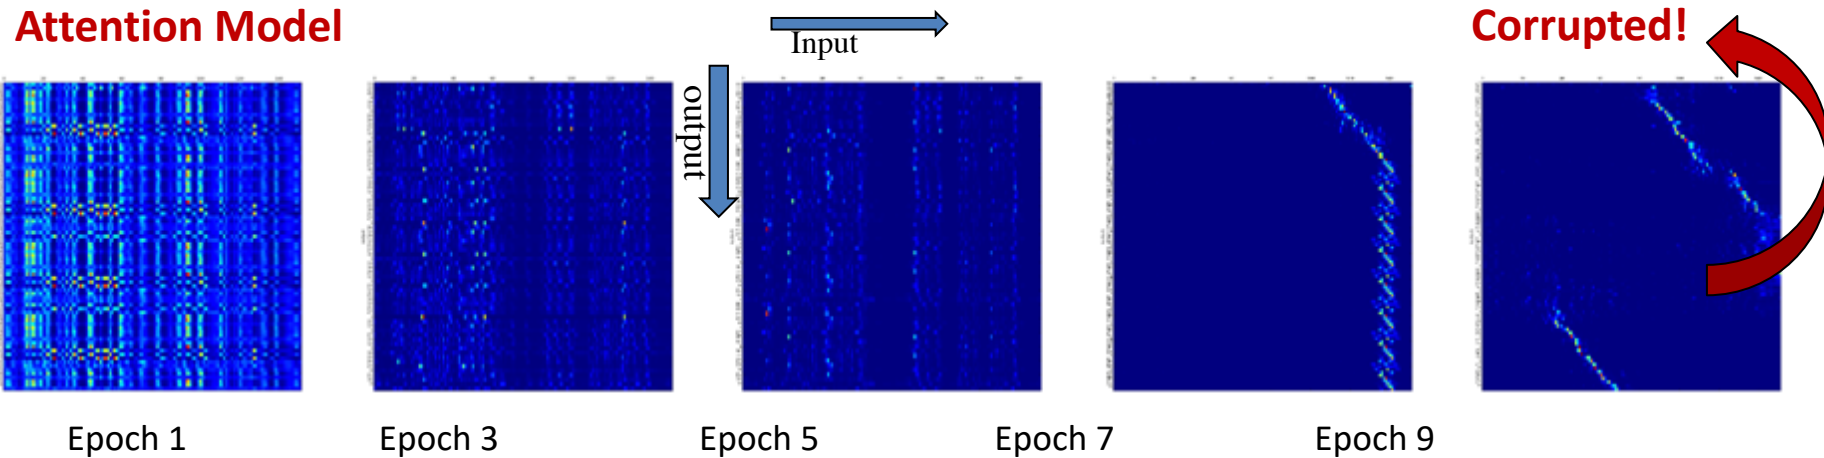 Attention Model
Input
output
Corrupted!
Epoch 1
Epoch 3
Epoch 5
Epoch 7
Epoch 9